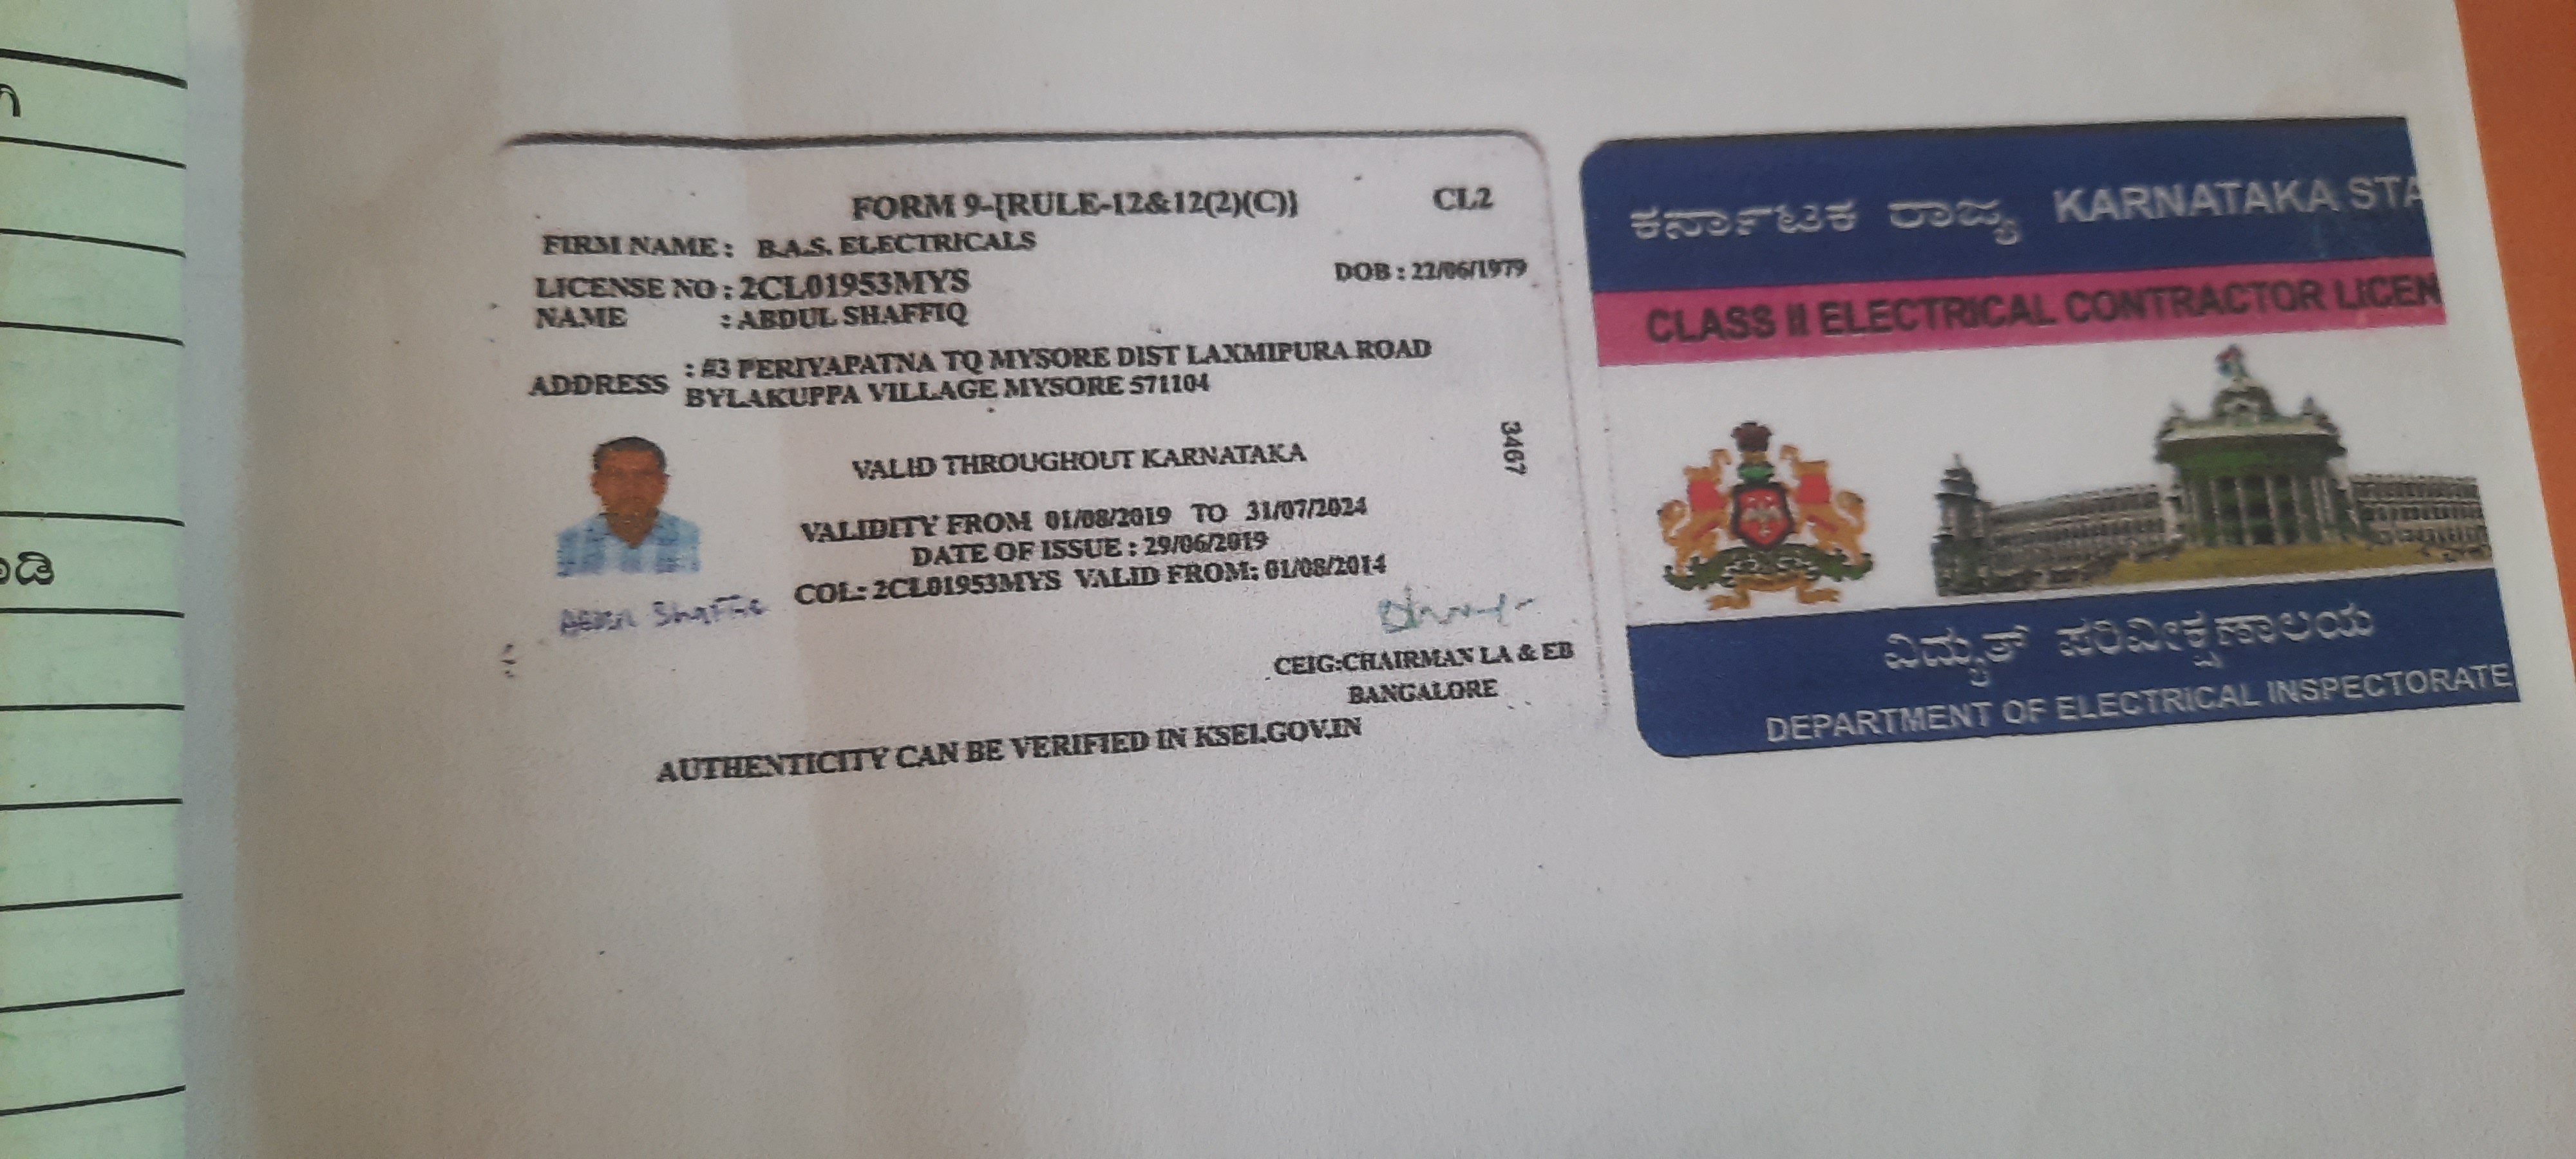 ಡಿ
FORM 9-{RULE-12&12(2)(C)} CL2
FIRM NAME : B.A.S. ELECTRICALS
LICENSE NO : 2CL01953MYS DOB : 22/06/1979
NAME : ABDUL SHAFFIQ
ADDRESS : #3 PERIYAPATNA TQ MYSORE DIST LAXMIPURA ROAD
BYLAKUPPA VILLAGE MYSORE 571104
3467
VALID THROUGHOUT KARNATAKA
VALIDITY FROM 01/08/2019 TO 31/07/2024
DATE OF ISSUE : 29/06/2019
COL: 2CL01953MYS VALID FROM: 01/08/2014
CEIG:CHAIRMAN LA & EB
BANGALORE
AUTHENTICITY CAN BE VERIFIED IN KSEI.GOV.IN
ಕರ್ನಾಟಕ ರಾಜ್ಯ KARNATAKA STA
CLASS II ELECTRICAL CONTRACTOR LICEN
ವಿದ್ಯುತ್ ಪರಿವೀಕ್ಷಣಾಲಯ
DEPARTMENT OF ELECTRICAL INSPECTORATE